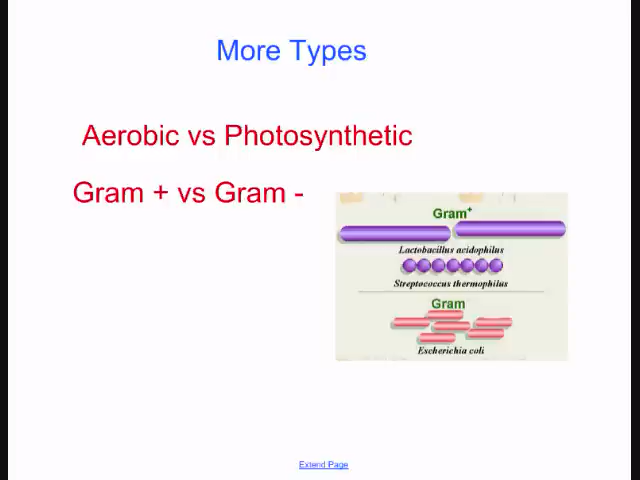 More Types
Aerobic vs Photosynthetic
Gram + vs Gram -
Gram+
Lactobacillus acidophilus
Streptococcus thermophilus
Gram
Escherichia coli
Extend Page